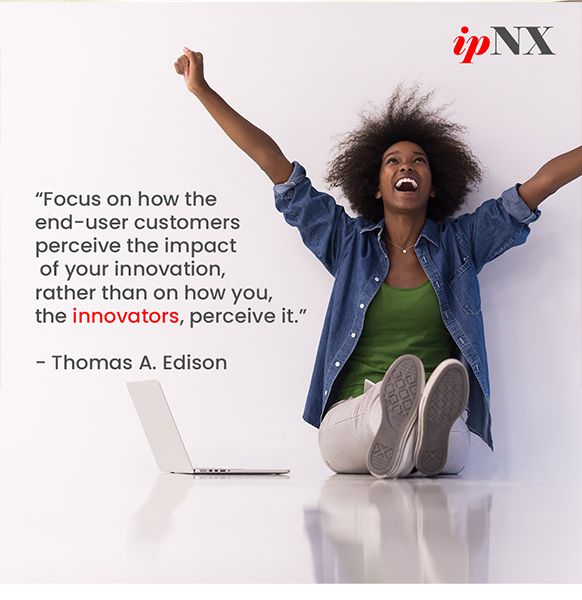 ipNX
“Focus on how the
end-user customers
perceive the impact
of your innovation,
rather than on how you,
the innovators, perceive it.”
- Thomas A. Edison